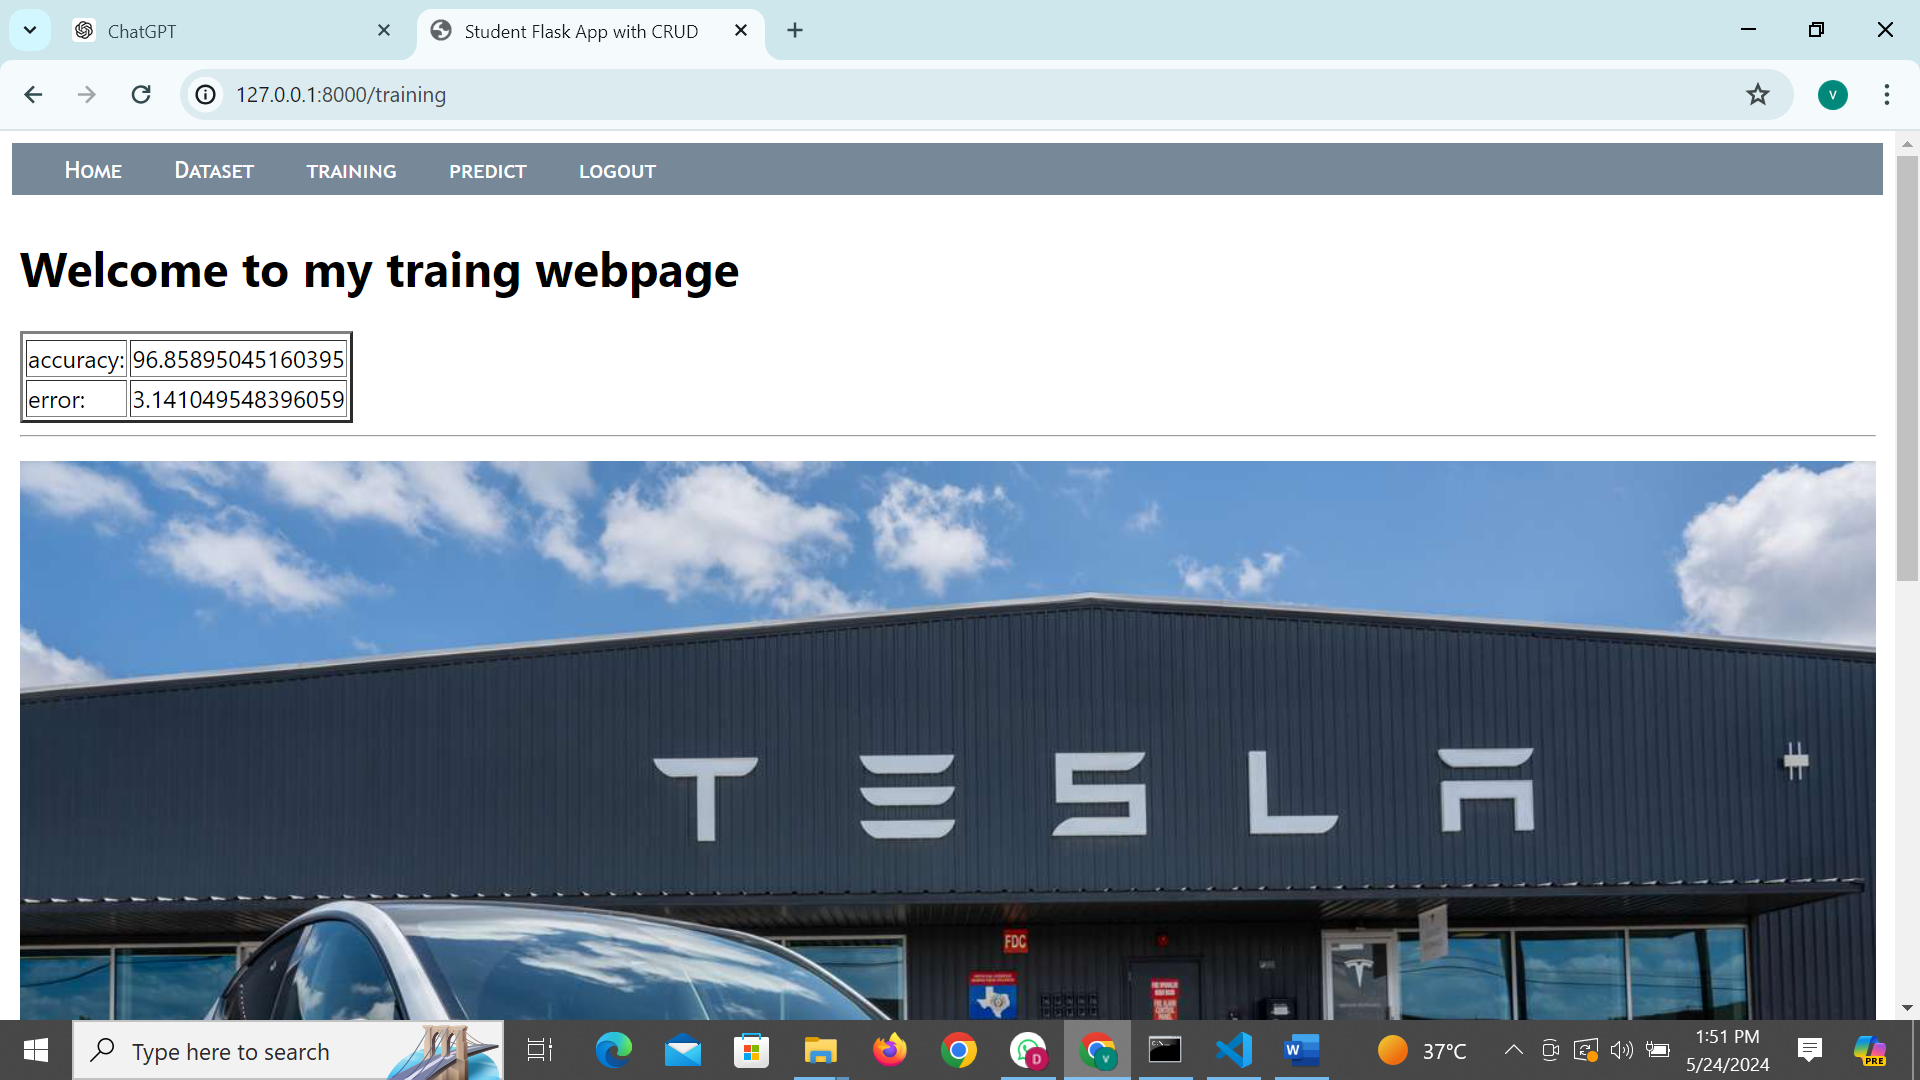 ChatGPT
Student Flask App with CRUD
127.0.0.1:8000/training
Home Dataset training predict logout
Welcome to my traing webpage
accuracy: 96.85895045160395
error: 3.141049548396059
TESLA
FDC
Type here to search
D
V
W
37°C
1:51 PM
5/24/2024
PRE